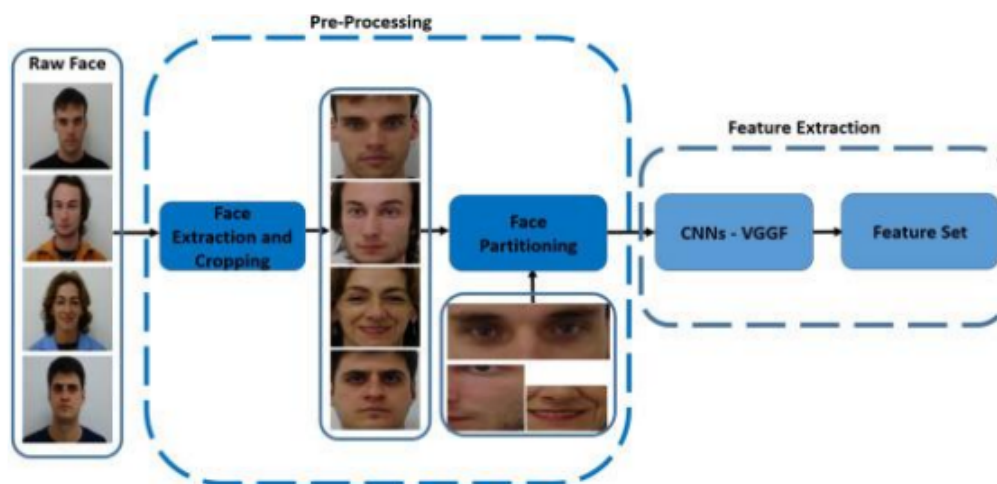 Pre-Processing
Raw Face
Feature Extraction
Face
Extraction and
Cropping
Face
Partitioning
CNNs - VGGF
Feature Set